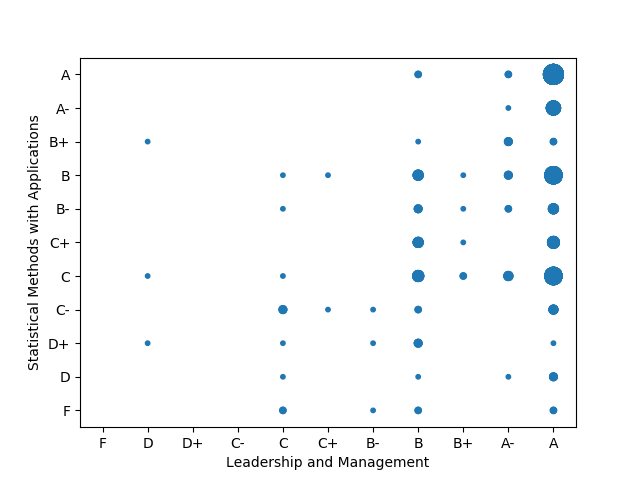 A
A-
B+
B
B-
C+
C
C-
D+
D
F
Statistical Methods with Applications
F D D+ C- C C+ B- B B+ A- A
Leadership and Management